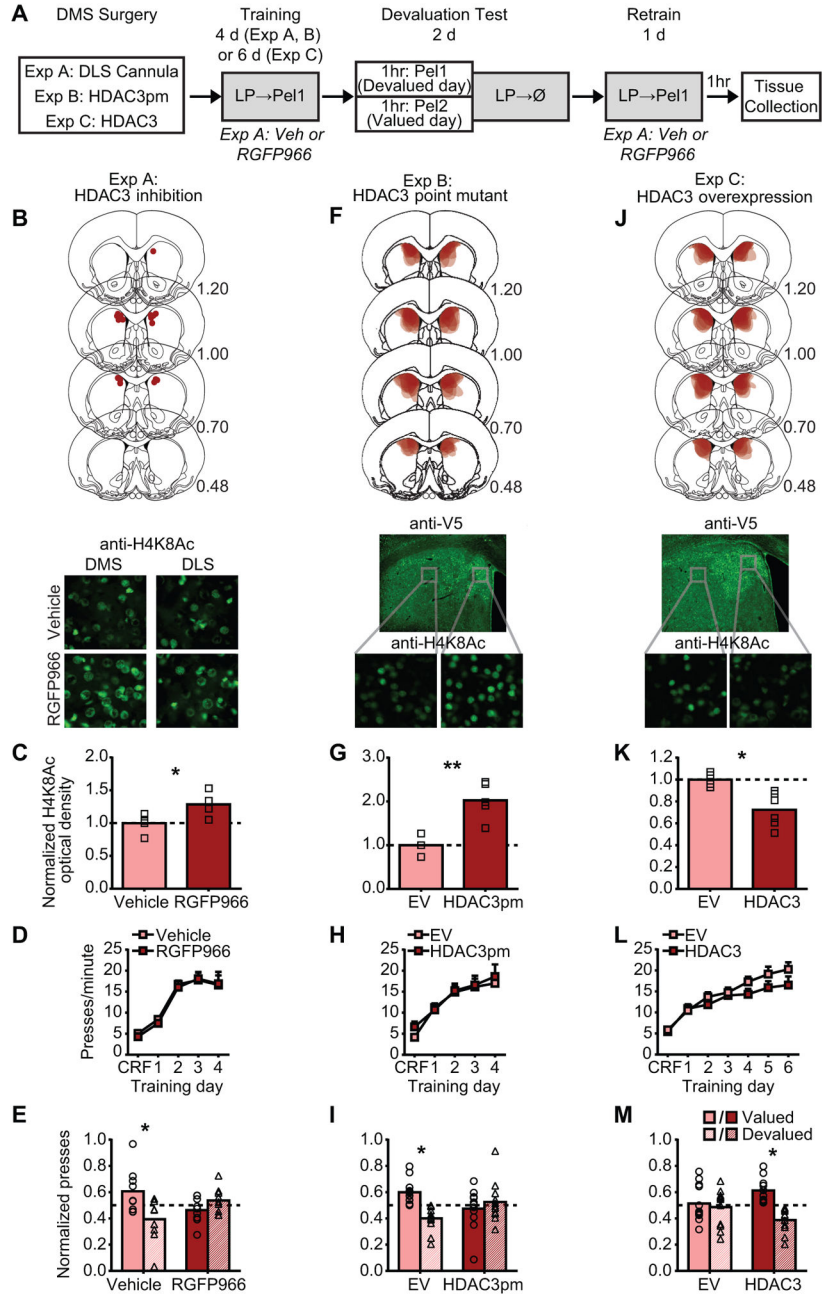 A
DMS Surgery
Training
4 d (Exp A, B)
or 6 d (Exp C)
Devaluation Test
2 d
Retrain
1 d
Exp A: DLS Cannula
Exp B: HDAC3pm
Exp C: HDAC3
LP→Pel1
Exp A: Veh or
RGFP966
1hr: Pel1
(Devalued day)
1hr: Pel2
(Valued day)
LP→Ø
LP→Pel1
Exp A: Veh or
RGFP966
1hr
Tissue
Collection
Exp A:
HDAC3 inhibition
B
1.20
1.00
0.70
0.48
anti-H4K8Ac
DMS DLS
Vehicle
RGFP966
Exp B:
HDAC3 point mutant
F
1.20
1.00
0.70
0.48
anti-V5
anti-H4K8Ac
Exp C:
HDAC3 overexpression
J
1.20
1.00
0.70
0.48
anti-V5
anti-H4K8Ac
C
Normalized H4K8Ac
optical density
2.0
1.5
1.0
0.5
0.0
*
Vehicle RGFP966
G
3.0
2.0
1.0
0.0
**
EV HDAC3pm
K
1.2
1.0
0.8
0.6
0.4
0.2
0.0
*
EV HDAC3
D
Vehicle
RGFP966
Presses/minute
25
20
15
10
5
0
CRF 1 2 3 4
Training day
H
EV
HDAC3pm
25
20
15
10
5
0
CRF 1 2 3 4
Training day
L
EV
HDAC3
25
20
15
10
5
0
CRF 1 2 3 4 5 6
Training day
E
Normalized presses
1.0
0.8
0.6
0.4
0.2
0.0
*
Vehicle RGFP966
I
1.0
0.8
0.6
0.4
0.2
0.0
*
EV HDAC3pm
M
/ Valued
/ Devalued
1.0
0.8
0.6
0.4
0.2
0.0
*
EV HDAC3